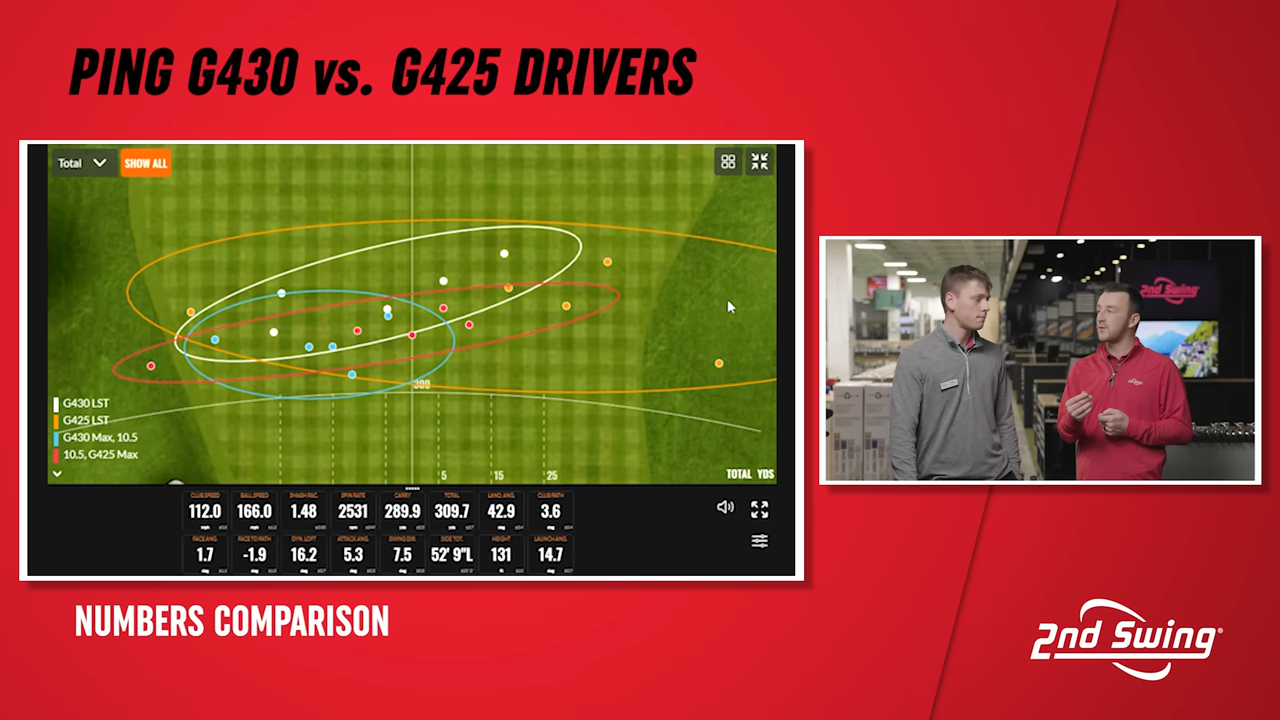 PING G430 vs. G425 DRIVERS
Total
SHOW ALL
300
G430 LST
G425 LST
G430 Max, 10.5
10.5, G425 Max
5
15
25
TOTAL YDS
CLUB SPEED
BALL SPEED
SMASH FAC.
SPIN RATE
CARRY
TOTAL
LAND. ANG.
CLUB PATH
112.0
166.0
1.48
2531
289.9
309.7
42.9
3.6
FACE ANG.
FACE TO PATH
DYN. LOFT
ATTACK ANG.
SWING DIR.
SIDE TOT.
HEIGHT
LAUNCH ANG.
1.7
-1.9
16.2
5.3
7.5
52' 9"L
131
14.7
2nd Swing
NUMBERS COMPARISON
2nd Swing®